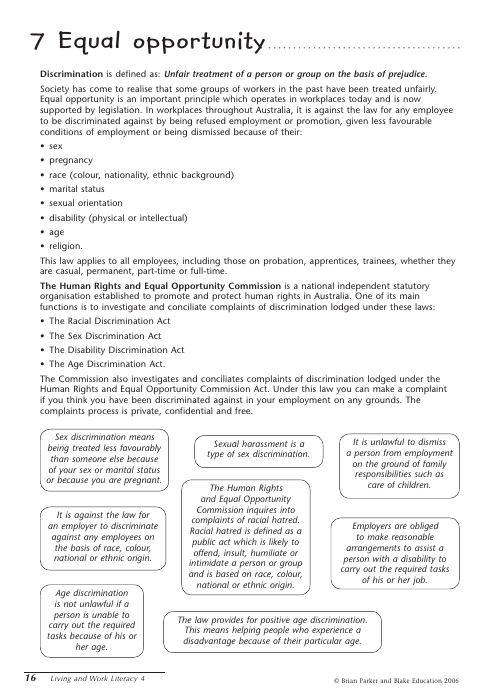 7 Equal opportunity
Discrimination is defined as: Unfair treatment of a person or group on the basis of prejudice.
Society has come to realise that some groups of workers in the past have been treated unfairly.
Equal opportunity is an important principle which operates in workplaces today and is now
supported by legislation. In workplaces throughout Australia, it is against the law for any employee
to be discriminated against by being refused employment or promotion, given less favourable
conditions of employment or being dismissed because of their:
• sex
• pregnancy
• race (colour, nationality, ethnic background)
• marital status
• sexual orientation
• disability (physical or intellectual)
• age
• religion.
This law applies to all employees, including those on probation, apprentices, trainees, whether they
are casual, permanent, part-time or full-time.
The Human Rights and Equal Opportunity Commission is a national independent statutory
organisation established to promote and protect human rights in Australia. One of its main
functions is to investigate and conciliate complaints of discrimination lodged under these laws:
• The Racial Discrimination Act
• The Sex Discrimination Act
• The Disability Discrimination Act
• The Age Discrimination Act.
The Commission also investigates and conciliates complaints of discrimination lodged under the
Human Rights and Equal Opportunity Commission Act. Under this law you can make a complaint
if you think you have been discriminated against in your employment on any grounds. The
complaints process is private, confidential and free.
Sex discrimination means
being treated less favourably
than someone else because
of your sex or marital status
or because you are pregnant.
Sexual harassment is a
type of sex discrimination.
It is unlawful to dismiss
a person from employment
on the ground of family
responsibilities such as
care of children.
It is against the law for
an employer to discriminate
against any employees on
the basis of race, colour,
national or ethnic origin.
The Human Rights
and Equal Opportunity
Commission inquires into
complaints of racial hatred.
Racial hatred is defined as a
public act which is likely to
offend, insult, humiliate or
intimidate a person or group
and is based on race, colour,
national or ethnic origin.
Employers are obliged
to make reasonable
arrangements to assist a
person with a disability to
carry out the required tasks
of his or her job.
Age discrimination
is not unlawful if a
person is unable to
carry out the required
tasks because of his or
her age.
The law provides for positive age discrimination.
This means helping people who experience a
disadvantage because of their particular age.
16 Living and Work Literacy 4
© Brian Parker and Blake Education 2006